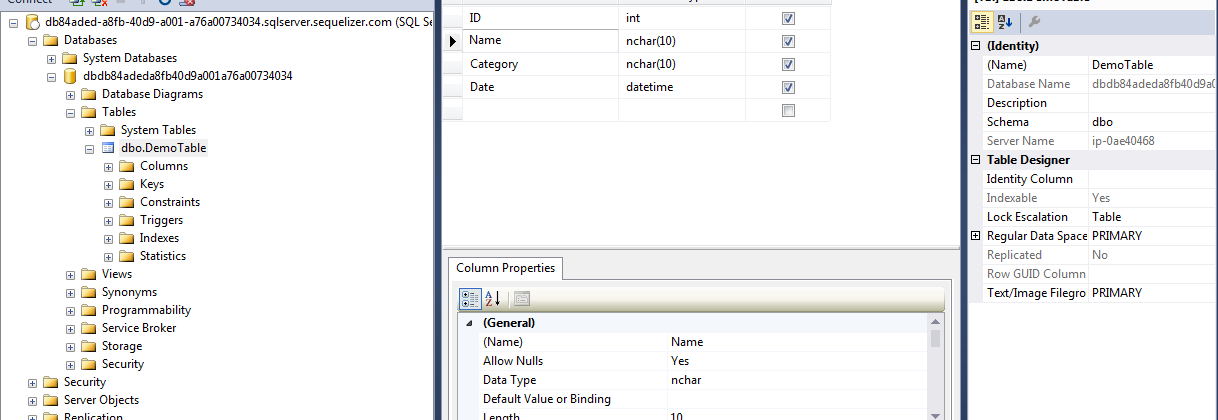 db84aded-a8fb-40d9-a001-a76a00734034.sqlserver.sequelizer.com (SQL Se
Databases
System Databases
dbdb84adeda8fb40d9a001a76a00734034
Database Diagrams
Tables
System Tables
dbo.DemoTable
Columns
Keys
Constraints
Triggers
Indexes
Statistics
Views
Synonyms
Programmability
Service Broker
Storage
Security
Security
Server Objects
Replication
ID int
Name nchar(10)
Category nchar(10)
Date datetime
Column Properties
(General)
(Name) Name
Allow Nulls Yes
Data Type nchar
Default Value or Binding
Length 10
(Identity)
(Name) DemoTable
Database Name dbdb84adeda8fb40d9a0
Description
Schema dbo
Server Name ip-0ae40468
Table Designer
Identity Column
Indexable Yes
Lock Escalation Table
Regular Data Space PRIMARY
Replicated No
Row GUID Column
Text/Image Filegro PRIMARY